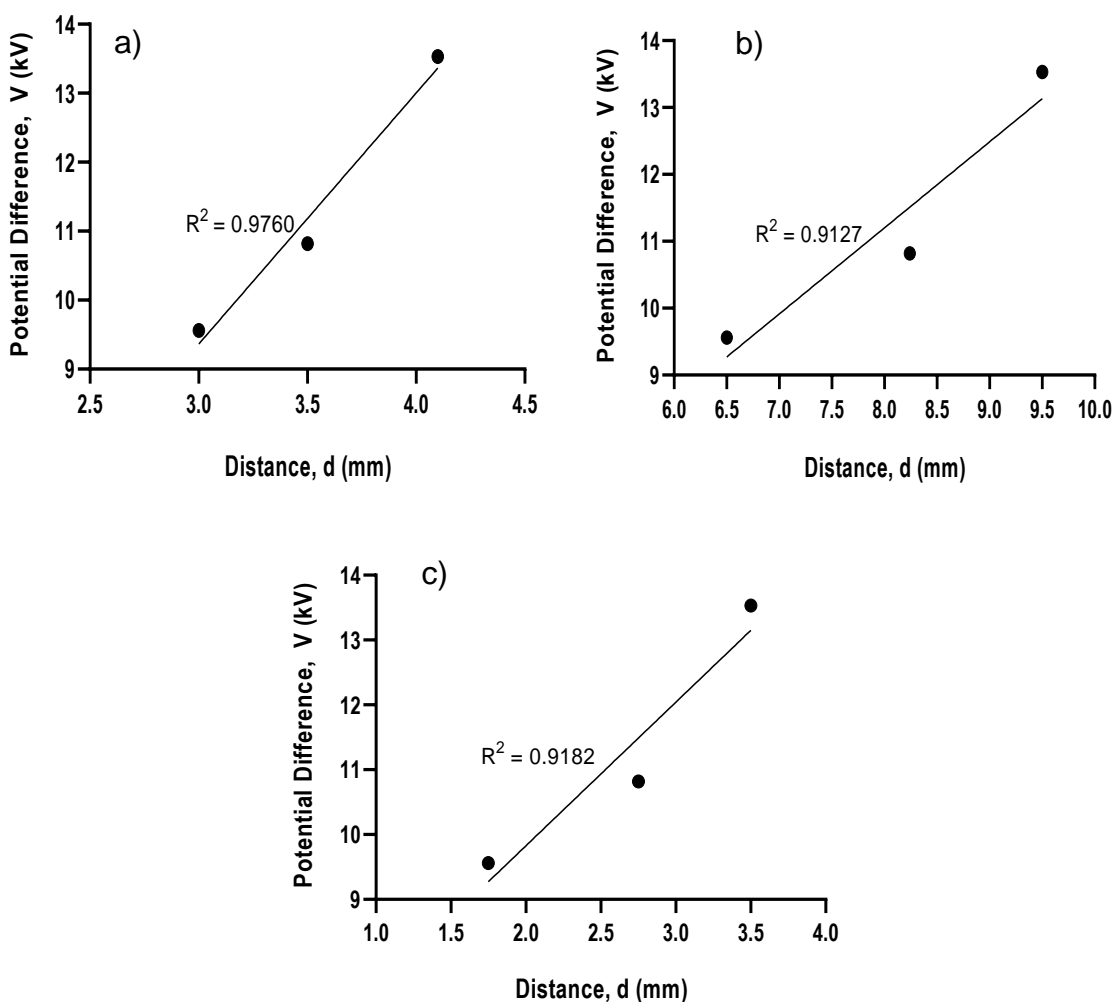 a)
Potential Difference, V (kV)
14
13
12
11
10
9
R² = 0.9760
2.5 3.0 3.5 4.0 4.5
Distance, d (mm)
b)
Potential Difference, V (kV)
14
13
12
11
10
9
R² = 0.9127
6.0 6.5 7.0 7.5 8.0 8.5 9.0 9.5 10.0
Distance, d (mm)
c)
Potential Difference, V (kV)
14
13
12
11
10
9
R² = 0.9182
1.0 1.5 2.0 2.5 3.0 3.5 4.0
Distance, d (mm)